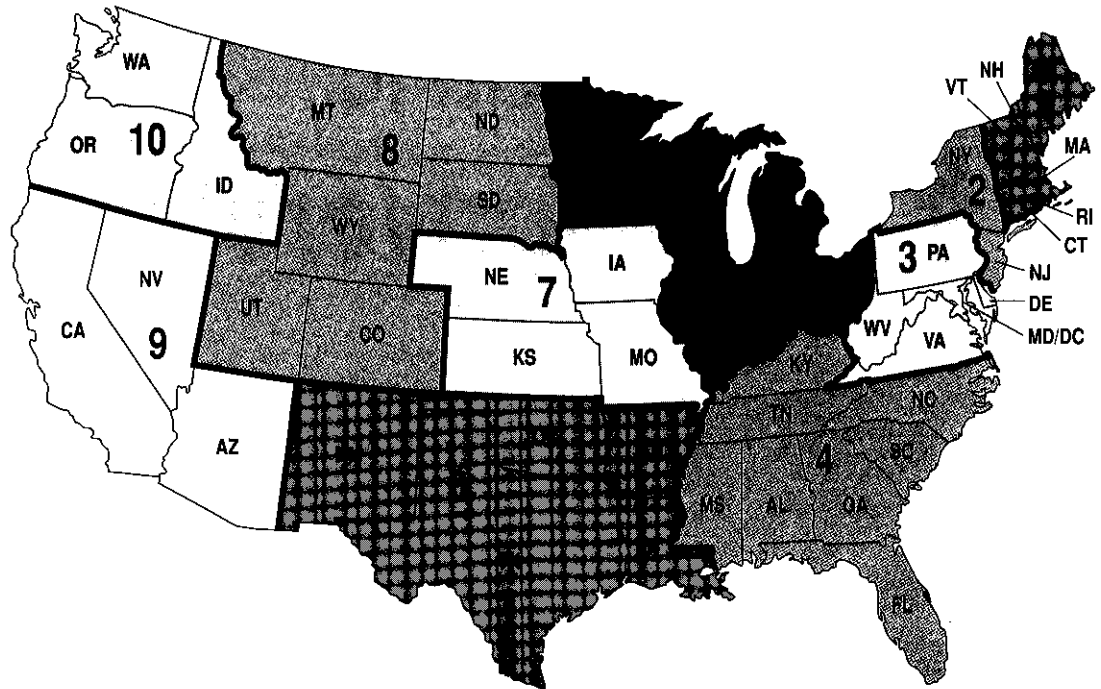 WA
NH
VT
MT
ND
OR
10
8
NY
MA
ID
SD
2
RI
WY
CT
3
PA
IA
NE
NV
7
NJ
UT
DE
CA
WV
CO
MD/DC
9
VA
KS
MO
KY
NC
TN
AZ
SC
4
MS
AL
GA
FL